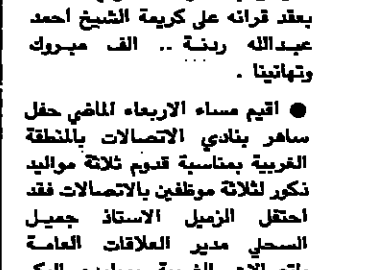 بعقد قرانه على كريمة الشيخ احمد
عبدالله ردنة .. الف مبروك
وتهانينا .
● اقيم مساء الاربعاء الماضي حفل
ساهر بنادي الاتصالات بالمنطقة
الغربية بمناسبة قدوم ثلاثة مواليد
ذكور لثلاثة موظفين بالاتصالات فقد
احتفل الزميل الاستاذ جميل
السحلي مدير العلاقات العامة